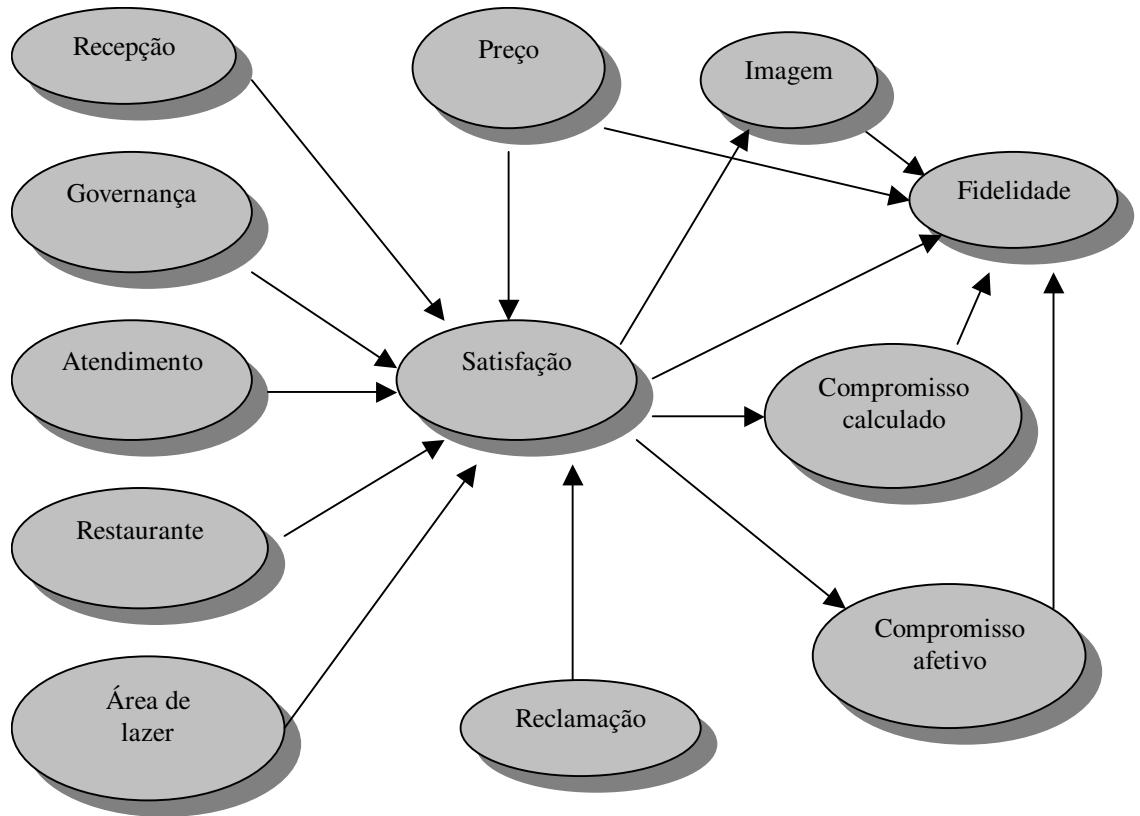 Recepção
Preço
Imagem
Governança
Fidelidade
Atendimento
Satisfação
Compromisso
calculado
Restaurante
Compromisso
afetivo
Área de
lazer
Reclamação